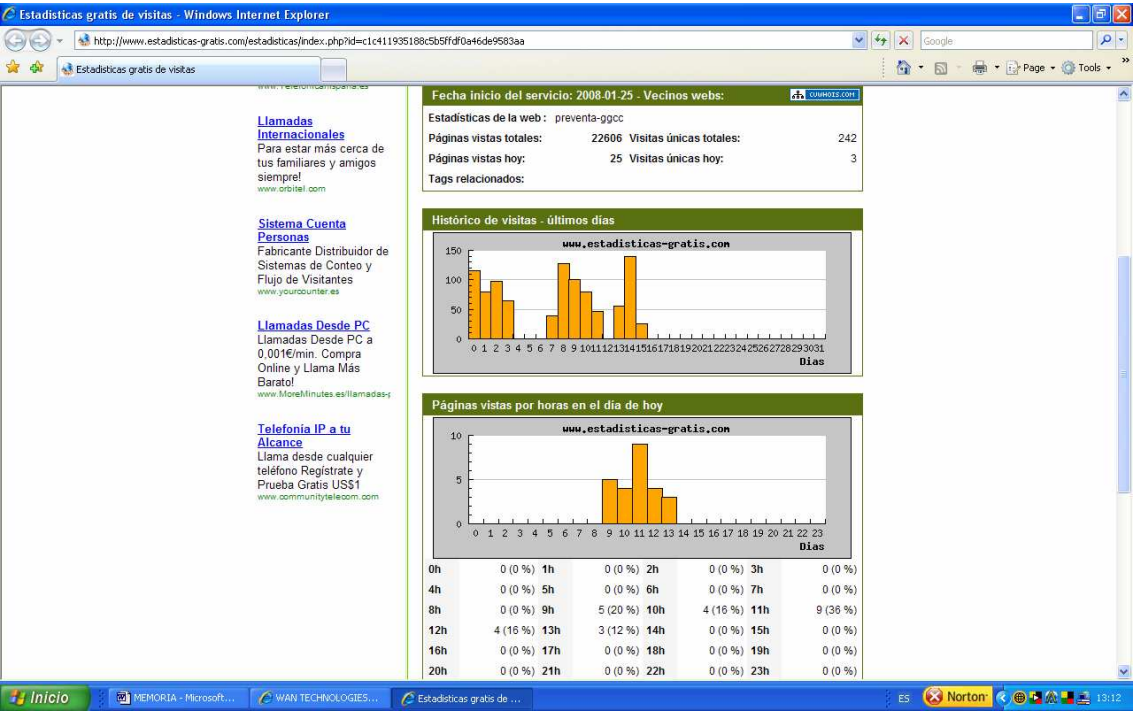 Estadisticas gratis de visitas - Windows Internet Explorer
http://www.estadisticas-gratis.com/estadisticas/index.php?id=c1c411935188c5b5ffdf0a46de9583aa
Google
Estadisticas gratis de visitas
Page Tools
www.Telefonicahispana.es
Llamadas
Internacionales
Para estar más cerca de
tus familiares y amigos
siempre!
www.orbitel.com
Sistema Cuenta
Personas
Fabricante Distribuidor de
Sistemas de Conteo y
Flujo de Visitantes
www.yourcounter.es
Llamadas Desde PC
Llamadas Desde PC a
0,001€/min. Compra
Online y Llama Más
Barato!
www.MoreMinutes.es/llamadas-p
Telefonía IP a tu
Alcance
Llama desde cualquier
teléfono Regístrate y
Prueba Gratis US$1
www.communitytelecom.com
Fecha inicio del servicio: 2008-01-25 - Vecinos webs:
CUWHOIS.COM
Estadísticas de la web : preventa-ggcc
Páginas vistas totales: 22606 Visitas únicas totales: 242
Páginas vistas hoy: 25 Visitas únicas hoy: 3
Tags relacionados:
Histórico de visitas - últimos días
www.estadisticas-gratis.com
150
100
50
0
0 1 2 3 4 5 6 7 8 9 10 11 12 13 14 15 16 17 18 19 20 21 22 23 24 25 26 27 28 29 30 31
Dias
Páginas vistas por horas en el día de hoy
www.estadisticas-gratis.com
10
5
0
0 1 2 3 4 5 6 7 8 9 10 11 12 13 14 15 16 17 18 19 20 21 22 23
Dias
0h 0 (0 %) 1h 0 (0 %) 2h 0 (0 %) 3h 0 (0 %)
4h 0 (0 %) 5h 0 (0 %) 6h 0 (0 %) 7h 0 (0 %)
8h 0 (0 %) 9h 5 (20 %) 10h 4 (16 %) 11h 9 (36 %)
12h 4 (16 %) 13h 3 (12 %) 14h 0 (0 %) 15h 0 (0 %)
16h 0 (0 %) 17h 0 (0 %) 18h 0 (0 %) 19h 0 (0 %)
20h 0 (0 %) 21h 0 (0 %) 22h 0 (0 %) 23h 0 (0 %)
Inicio
MEMORIA - Microsoft...
WAN TECHNOLOGIES...
Estadisticas gratis de ...
ES
Norton
13:12